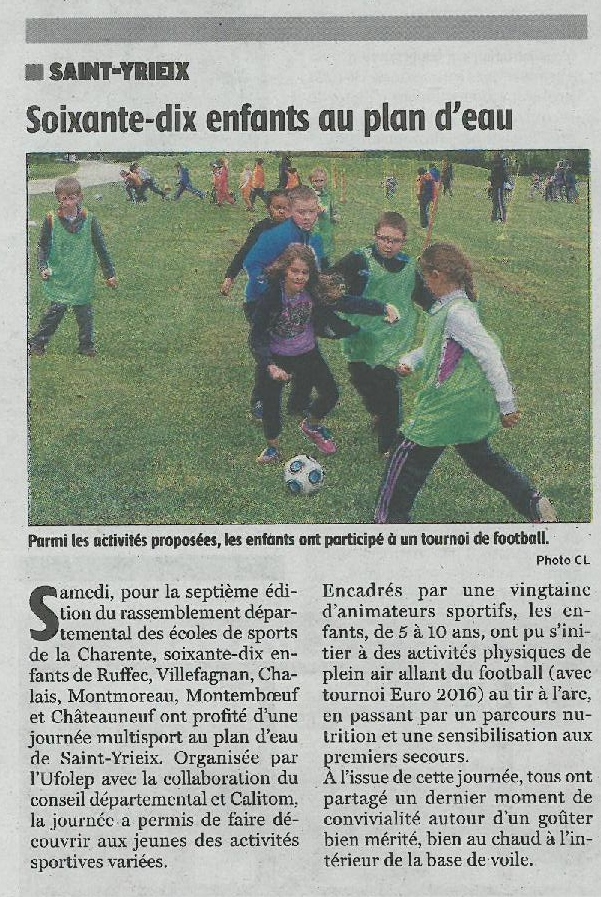 SAINT-YRIEIX
Soixante-dix enfants au plan d'eau
Parmi les activités proposées, les enfants ont participé à un tournoi de football.
Photo CL
Samedi, pour la septième édi-
tion du rassemblement dépar-
temental des écoles de sports
de la Charente, soixante-dix en-
fants de Ruffec, Villefagnan, Cha-
lais, Montmoreau, Montembœuf
et Châteauneuf ont profité d'une
journée multisport au plan d'eau
de Saint-Yrieix. Organisée par
l'Ufolep avec la collaboration du
conseil départemental et Calitom,
la journée a permis de faire dé-
couvrir aux jeunes des activités
sportives variées.
Encadrés par une vingtaine
d'animateurs sportifs, les en-
fants, de 5 à 10 ans, ont pu s'ini-
tier à des activités physiques de
plein air allant du football (avec
tournoi Euro 2016) au tir à l'arc,
en passant par un parcours nu-
trition et une sensibilisation aux
premiers secours.
À l'issue de cette journée, tous ont
partagé un dernier moment de
convivialité autour d'un goûter
bien mérité, bien au chaud à l'in-
térieur de la base de voile.